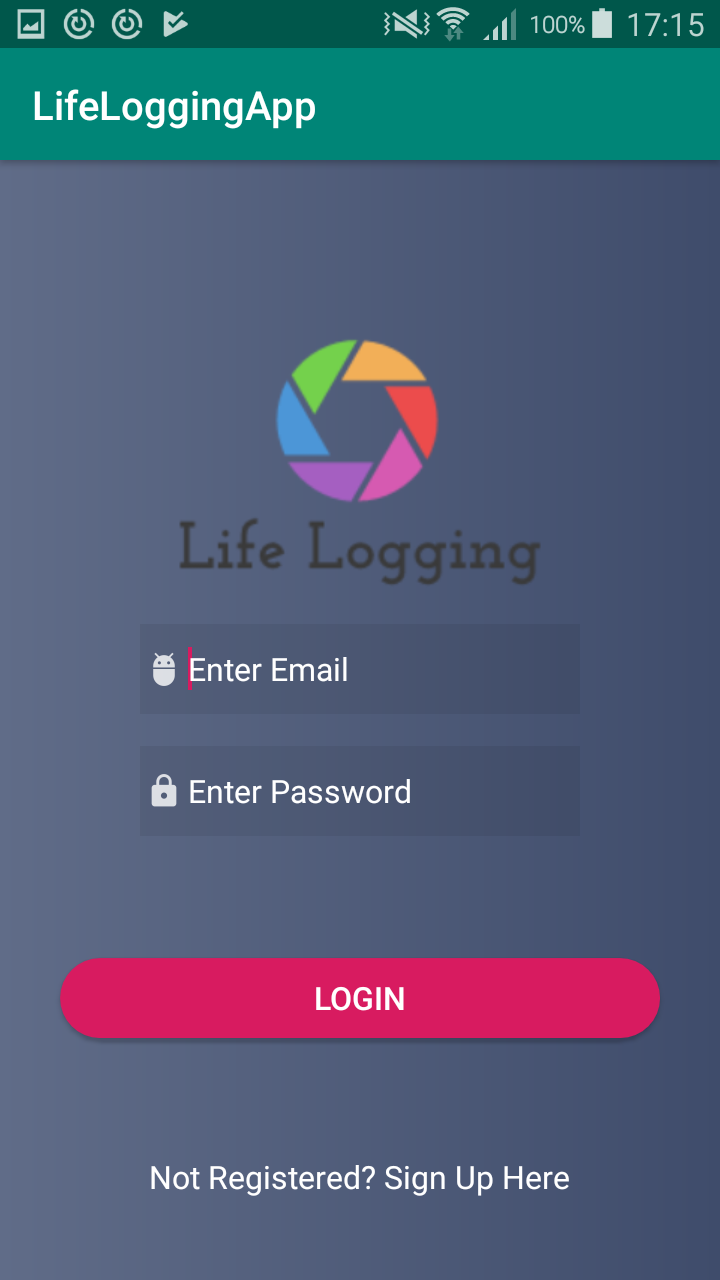 100% 17:15
LifeLoggingApp
Life Logging
Enter Email
Enter Password
LOGIN
Not Registered? Sign Up Here